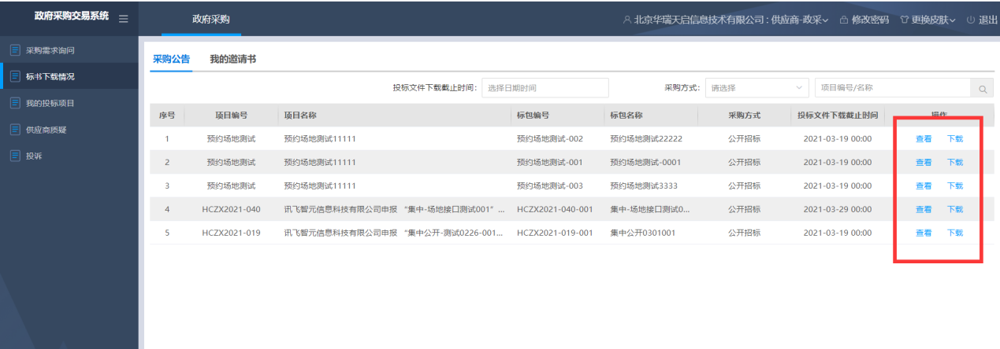 政府采购交易系统 政府采购 北京华瑞天启信息技术有限公司：供应商-政采 修改密码 更换皮肤 退出
采购需求询问
标书下载情况
我的投标项目
供应商质疑
投诉
采购公告 我的邀请书
投标文件下载截止时间： 选择日期时间 采购方式： 请选择 项目编号/名称
序号 项目编号 项目名称 标包编号 标包名称 采购方式 投标文件下载截止时间 操作
1 预约场地测试 预约场地测试11111 预约场地测试-002 预约场地测试22222 公开招标 2021-03-19 00:00 查看 下载
2 预约场地测试 预约场地测试11111 预约场地测试-001 预约场地测试-0001 公开招标 2021-03-19 00:00 查看 下载
3 预约场地测试 预约场地测试11111 预约场地测试-003 预约场地测试3333 公开招标 2021-03-19 00:00 查看 下载
4 HCZX2021-040 讯飞智元信息科技有限公司申报 “集中-场地接口测试001” ... HCZX2021-040-001 集中-场地接口测试0... 公开招标 2021-03-29 00:00 查看 下载
5 HCZX2021-019 讯飞智元信息科技有限公司申报 “集中公开-测试0226-001... HCZX2021-019-001 集中公开0301001 公开招标 2021-03-19 00:00 查看 下载